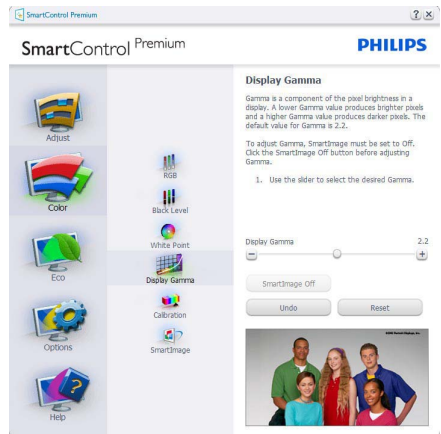 SmartControl Premium
SmartControl Premium
PHILIPS
Adjust
Color
Eco
Options
Help
RGB
Black Level
White Point
Display Gamma
Calibration
SmartImage
Display Gamma
Gamma is a component of the pixel brightness in a
display. A lower Gamma value produces brighter pixels
and a higher Gamma value produces darker pixels. The
default value for Gamma is 2.2.
To adjust Gamma, SmartImage must be set to Off.
Click the SmartImage Off button before adjusting
Gamma.
1. Use the slider to select the desired Gamma.
Display Gamma 2.2
SmartImage Off
Undo Reset